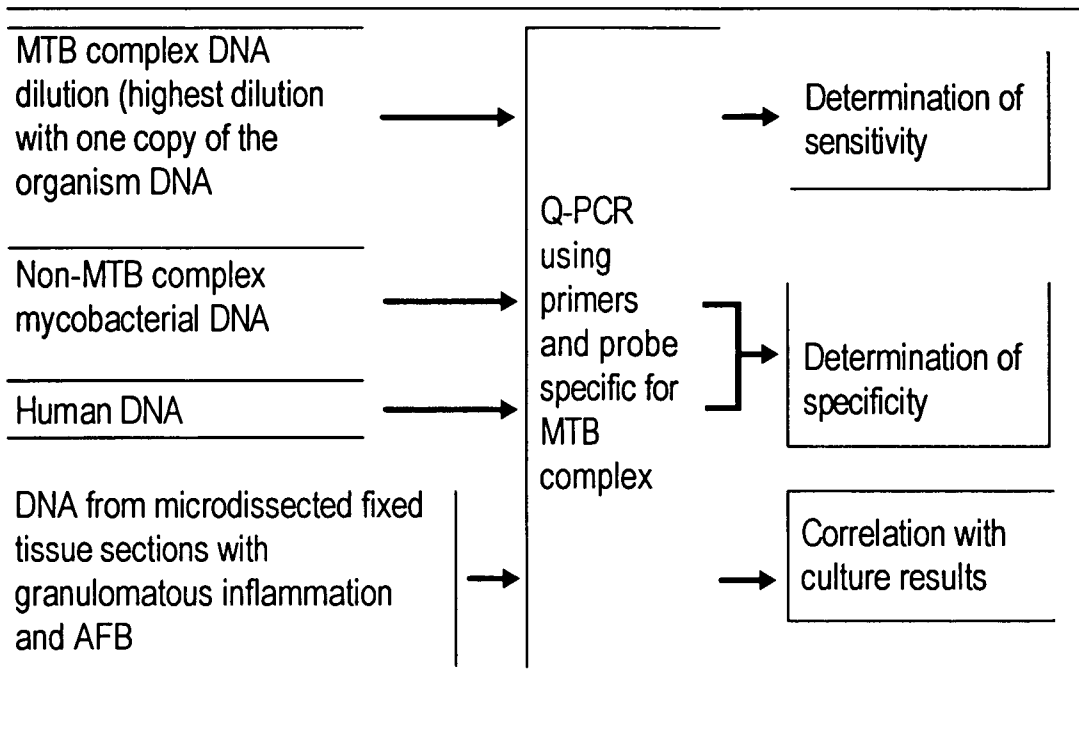 MTB complex DNA
dilution (highest dilution
with one copy of the
organism DNA
Non-MTB complex
mycobacterial DNA
Human DNA
DNA from microdissected fixed
tissue sections with
granulomatous inflammation
and AFB
Q-PCR
using
primers
and probe
specific for
MTB
complex
Determination of
sensitivity
Determination of
specificity
Correlation with
culture results